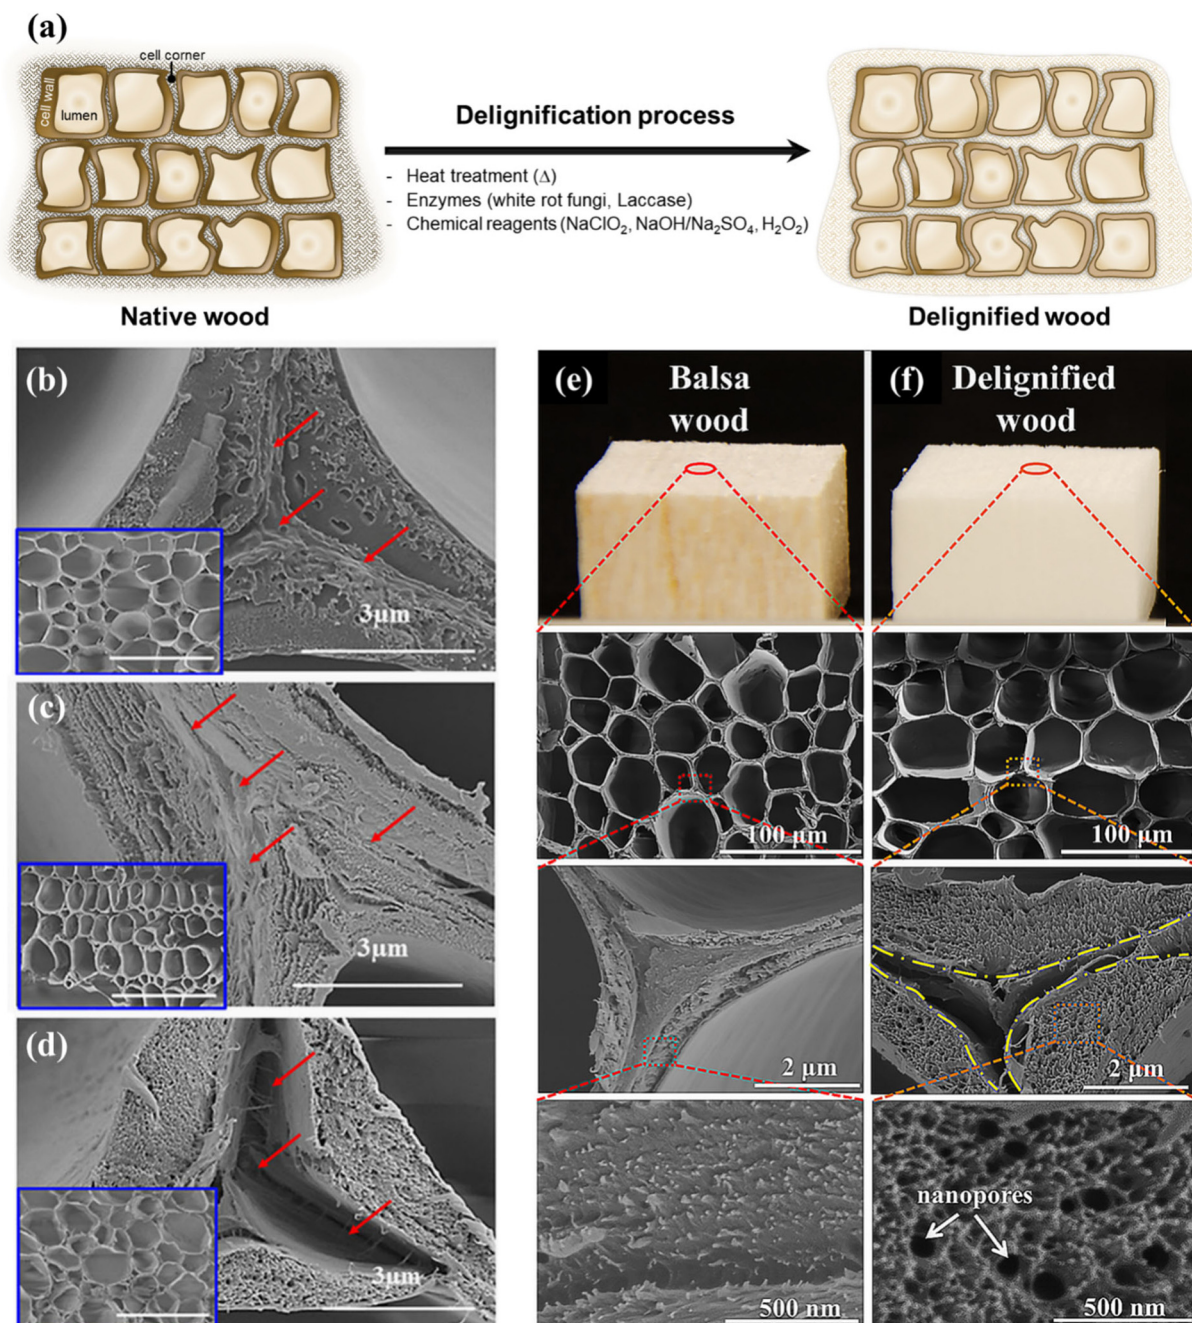 (a)
cell corner
cell wall
lumen
Delignification process
- Heat treatment (Δ)
- Enzymes (white rot fungi, Laccase)
- Chemical reagents (NaClO₂, NaOH/Na₂SO₄, H₂O₂)
Native wood
Delignified wood
(b)
3μm
(c)
3μm
(d)
3μm
(e)
Balsa
wood
100 μm
2 μm
500 nm
(f)
Delignified
wood
100 μm
2 μm
nanopores
500 nm